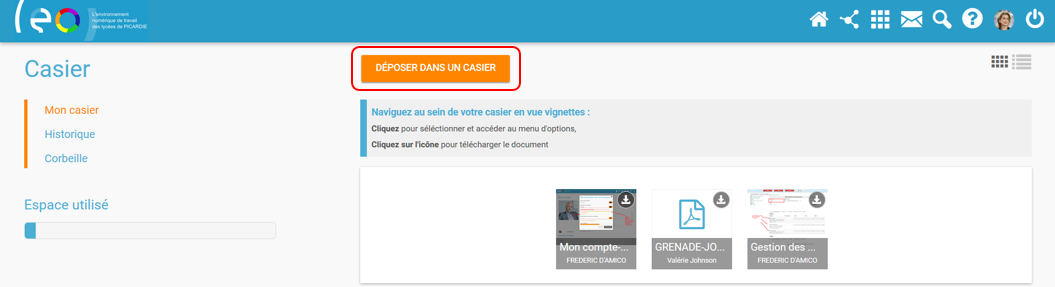 leo
L'environnement
numérique de travail
des lycées de PICARDIE
Casier
DÉPOSER DANS UN CASIER
Mon casier
Historique
Corbeille
Espace utilisé
Naviguez au sein de votre casier en vue vignettes :
Cliquez pour séléctionner et accéder au menu d'options,
Cliquez sur l'icône pour télécharger le document
Mon compte-...
FREDERIC D'AMICO
GRENADE-JO...
Valérie Johnson
Gestion des ...
FREDERIC D'AMICO